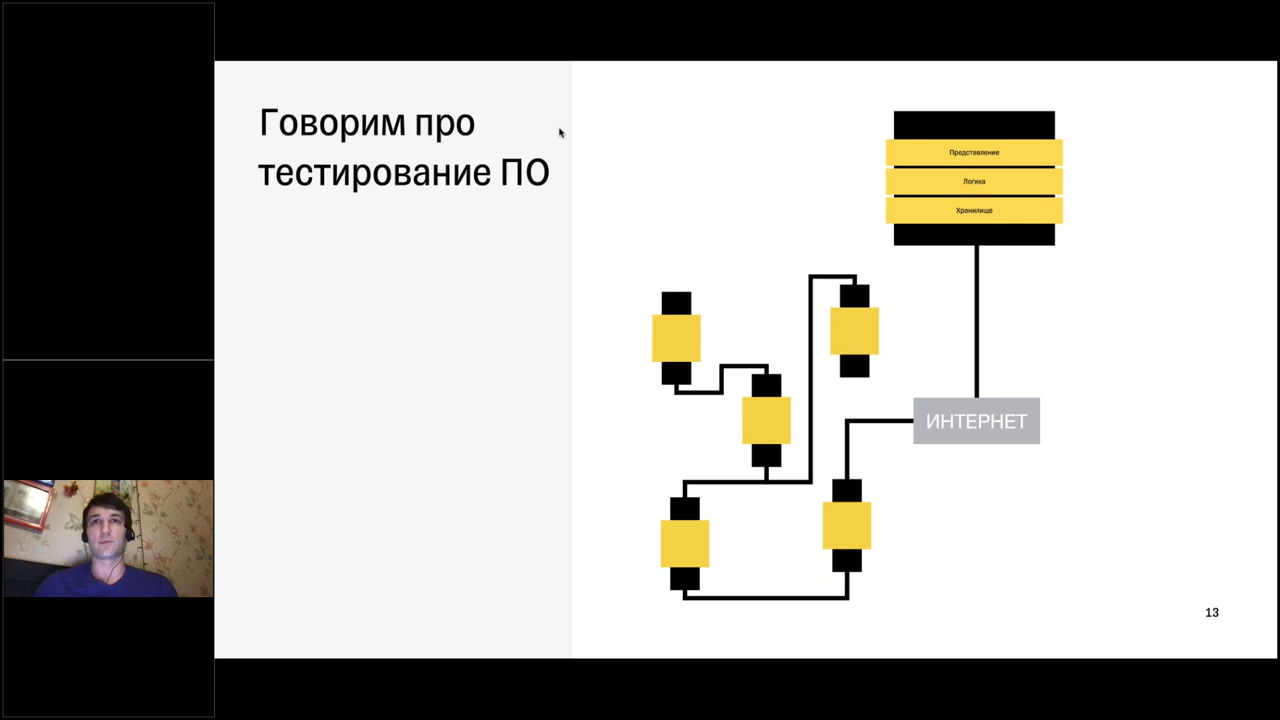 Говорим про
тестирование ПО
Представление
Логика
Хранилище
ИНТЕРНЕТ
13